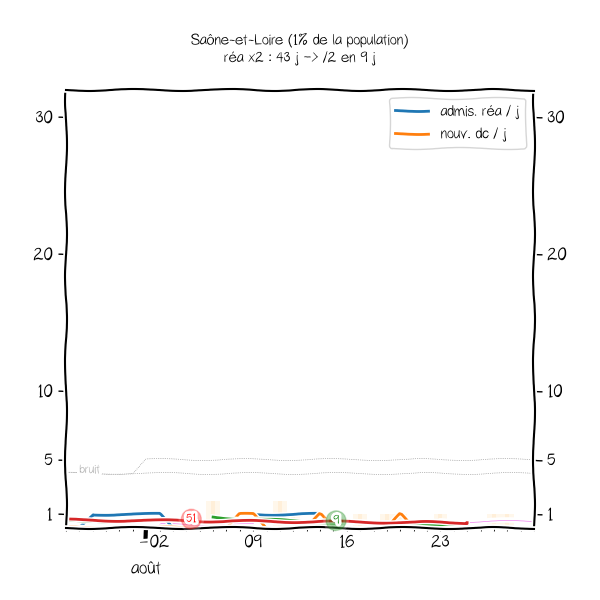 Saône-et-Loire (1% de la population)
réa x2 : 43 j -> /2 en 9 j
admis. réa / j
nouv. dc / j
30
30
20
20
10
10
5
5
bruit
1
1
51
9
02
09
16
23
août